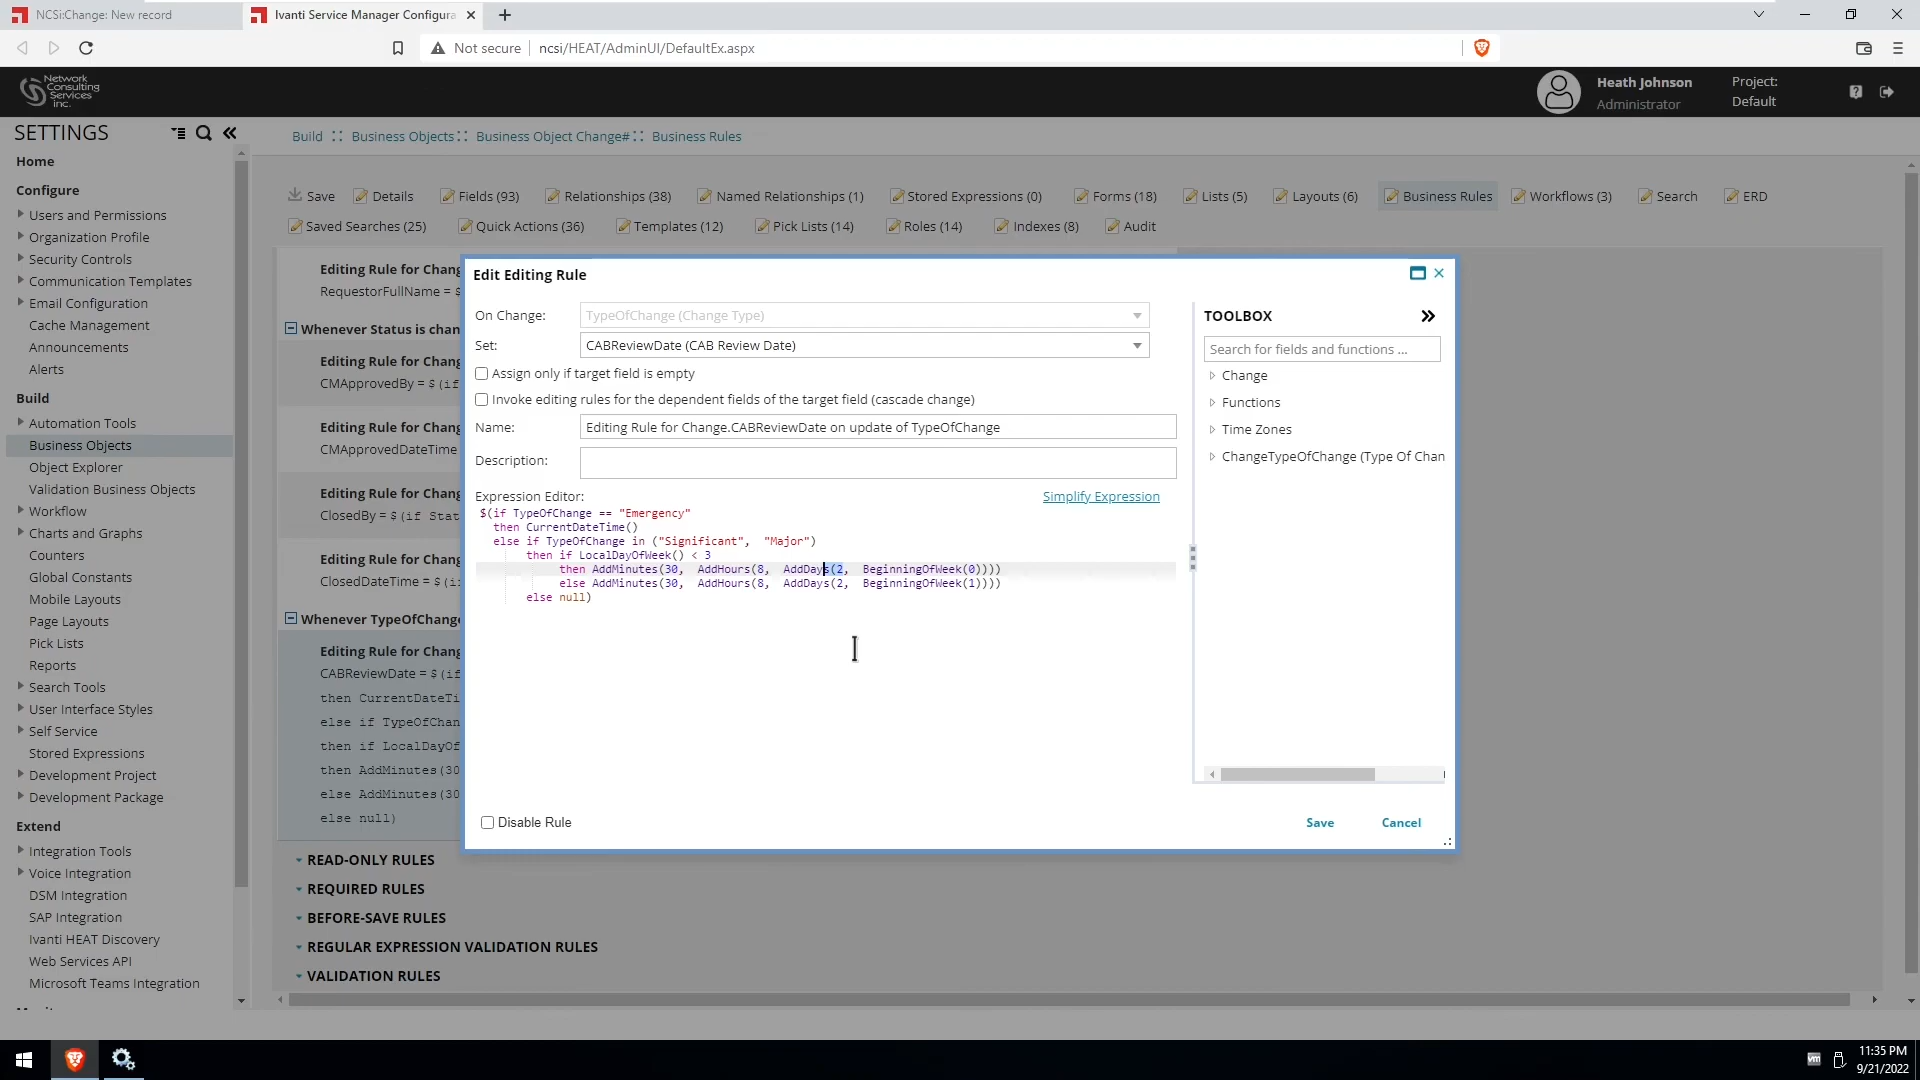 NCSi:Change: New record
Ivanti Service Manager Configura
Not secure
ncsi/HEAT/AdminUI/DefaultEx.aspx
Network
Consulting
Services
inc.
Heath Johnson
Administrator
Project:
Default
SETTINGS
Build :: Business Objects :: Business Object Change# :: Business Rules
Home
Configure
Users and Permissions
Organization Profile
Security Controls
Communication Templates
Email Configuration
Cache Management
Announcements
Alerts
Build
Automation Tools
Business Objects
Object Explorer
Validation Business Objects
Workflow
Charts and Graphs
Counters
Global Constants
Mobile Layouts
Page Layouts
Pick Lists
Reports
Search Tools
User Interface Styles
Self Service
Stored Expressions
Development Project
Development Package
Extend
Integration Tools
Voice Integration
DSM Integration
SAP Integration
Ivanti HEAT Discovery
Web Services API
Microsoft Teams Integration
Save Details Fields (93) Relationships (38) Named Relationships (1) Stored Expressions (0) Forms (18) Lists (5) Layouts (6) Business Rules Workflows (3) Search ERD
Saved Searches (25) Quick Actions (36) Templates (12) Pick Lists (14) Roles (14) Indexes (8) Audit
Editing Rule for Chang
RequestorFullName = $
Whenever Status is chan
Editing Rule for Chang
CMApprovedBy = $(if
Editing Rule for Chang
CMApprovedDateTime
Editing Rule for Chang
ClosedBy = $(if Stat
Editing Rule for Chang
ClosedDateTime = $(i
Whenever TypeOfChange
Editing Rule for Chang
CABReviewDate = $(if
then CurrentDateTi
else if TypeOfChan
then if LocalDayOf
then AddMinutes(30
else AddMinutes(30
else null)
READ-ONLY RULES
REQUIRED RULES
BEFORE-SAVE RULES
REGULAR EXPRESSION VALIDATION RULES
VALIDATION RULES
Edit Editing Rule
On Change: TypeOfChange (Change Type)
Set: CABReviewDate (CAB Review Date)
Assign only if target field is empty
Invoke editing rules for the dependent fields of the target field (cascade change)
Name: Editing Rule for Change.CABReviewDate on update of TypeOfChange
Description:
Expression Editor: Simplify Expression
$(if TypeOfChange == "Emergency"
then CurrentDateTime()
else if TypeOfChange in ("Significant", "Major")
then if LocalDayOfWeek() < 3
then AddMinutes(30, AddHours(8, AddDays(2, BeginningOfWeek(0))))
else AddMinutes(30, AddHours(8, AddDays(2, BeginningOfWeek(1))))
else null)
Disable Rule
Save
Cancel
TOOLBOX
Search for fields and functions ...
Change
Functions
Time Zones
ChangeTypeOfChange (Type Of Chan
11:35 PM
9/21/2022